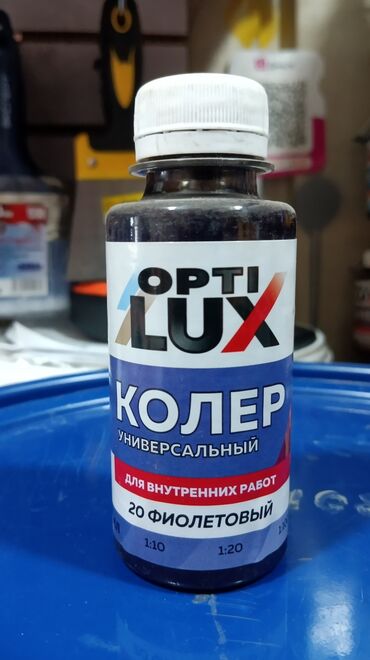 OPTI
LUX
КОЛЕР
УНИВЕРСАЛЬНЫЙ
ДЛЯ ВНУТРЕННИХ РАБОТ
20 ФИОЛЕТОВЫЙ
1:10 1:20